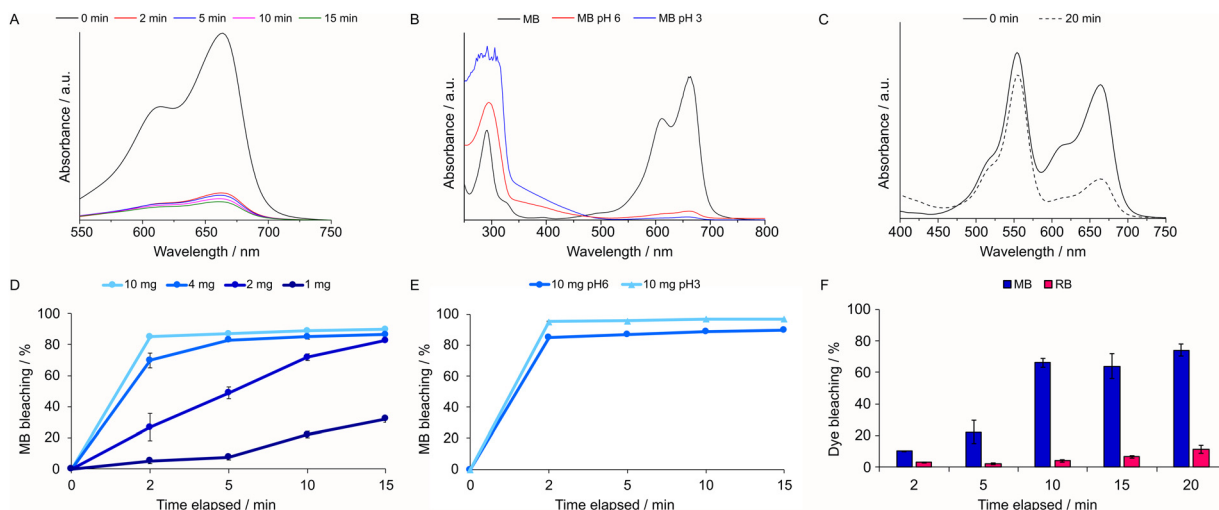 A
0 min 2 min 5 min 10 min 15 min
Absorbance / a.u.
550 600 650 700 750
Wavelength / nm
B
MB MB pH 6 MB pH 3
Absorbance / a.u.
300 400 500 600 700 800
Wavelength / nm
C
0 min 20 min
Absorbance / a.u.
400 450 500 550 600 650 700 750
Wavelength / nm
D
10 mg 4 mg 2 mg 1 mg
MB bleaching / %
100
80
60
40
20
0
0 2 5 10 15
Time elapsed / min
E
10 mg pH6 10 mg pH3
MB bleaching / %
100
80
60
40
20
0
0 2 5 10 15
Time elapsed / min
F
MB RB
Dye bleaching / %
100
80
60
40
20
0
2 5 10 15 20
Time elapsed / min